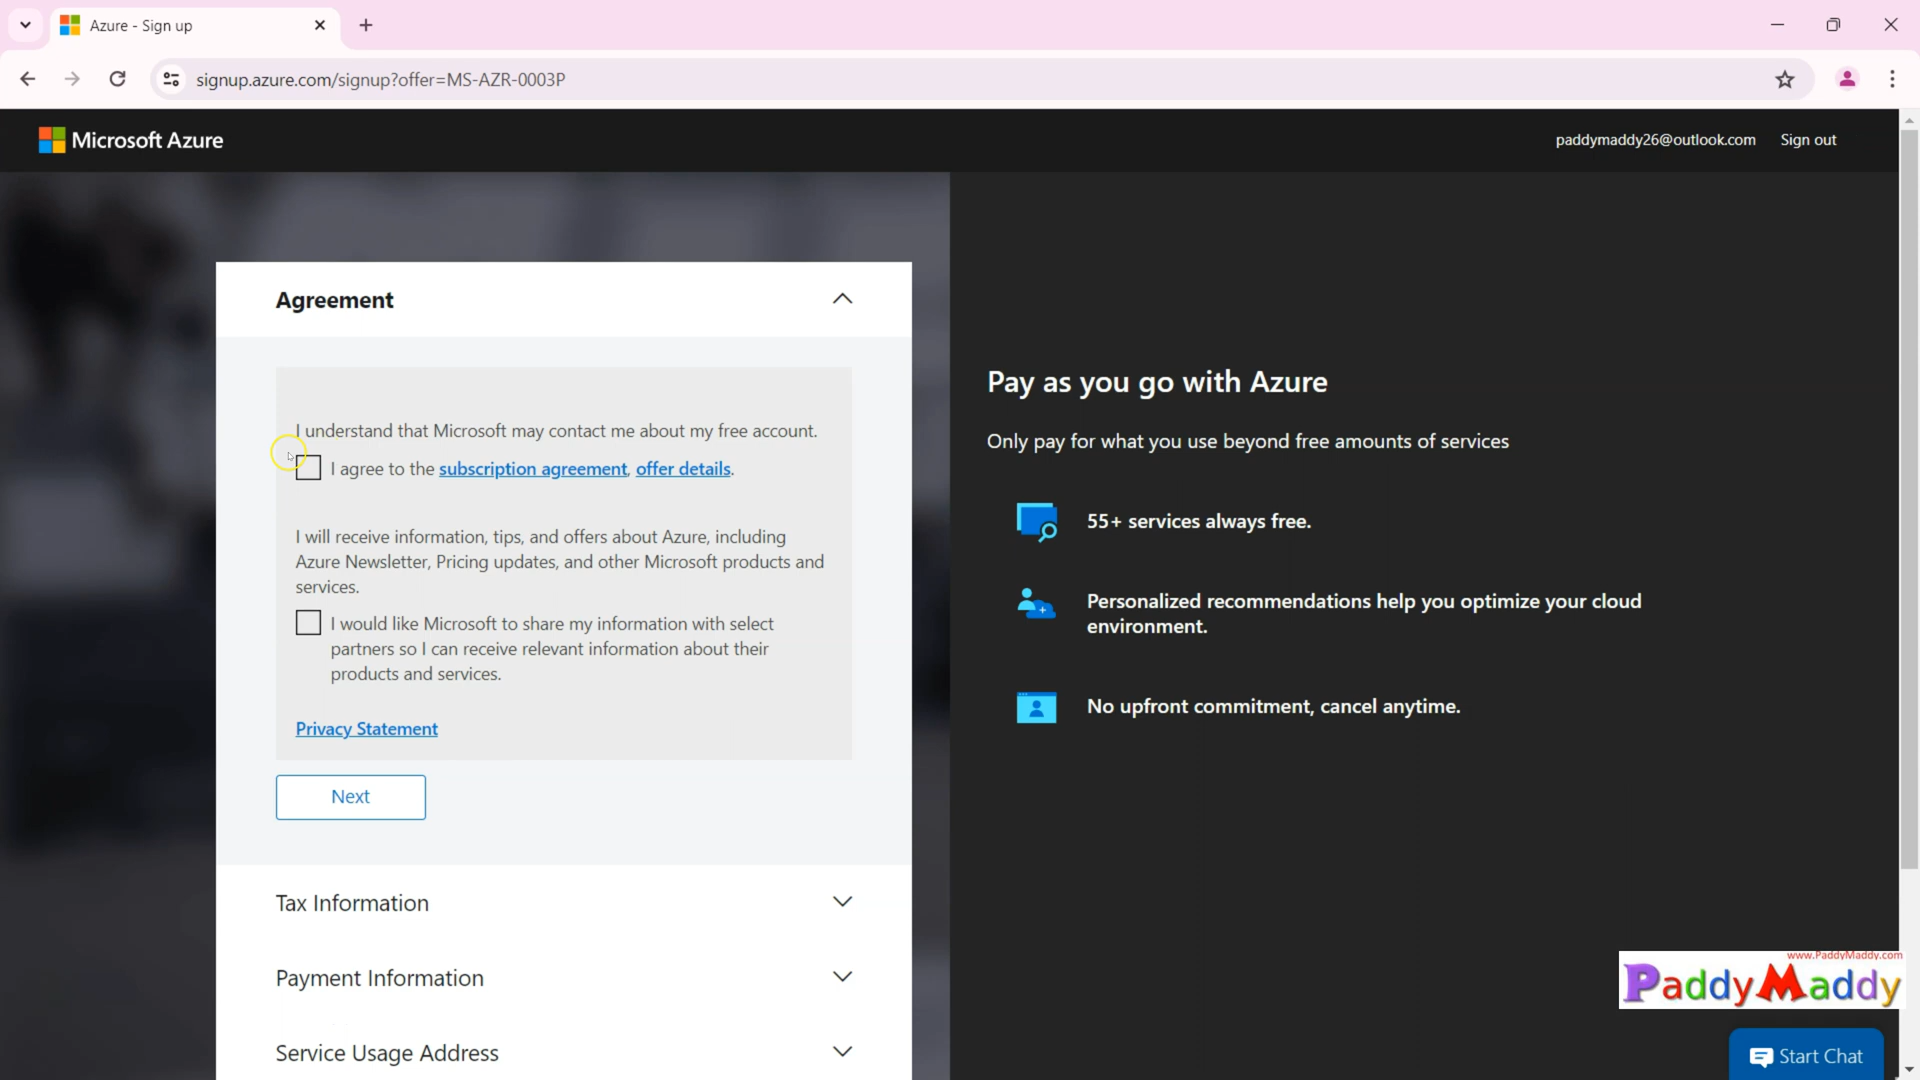 Azure - Sign up
signup.azure.com/signup?offer=MS-AZR-0003P
Microsoft Azure
paddymaddy26@outlook.com
Sign out
Agreement
I understand that Microsoft may contact me about my free account.
I agree to the subscription agreement, offer details.
I will receive information, tips, and offers about Azure, including
Azure Newsletter, Pricing updates, and other Microsoft products and
services.
I would like Microsoft to share my information with select
partners so I can receive relevant information about their
products and services.
Privacy Statement
Next
Tax Information
Payment Information
Service Usage Address
Pay as you go with Azure
Only pay for what you use beyond free amounts of services
55+ services always free.
Personalized recommendations help you optimize your cloud
environment.
No upfront commitment, cancel anytime.
www.PaddyMaddy.com
PaddyMaddy
Start Chat